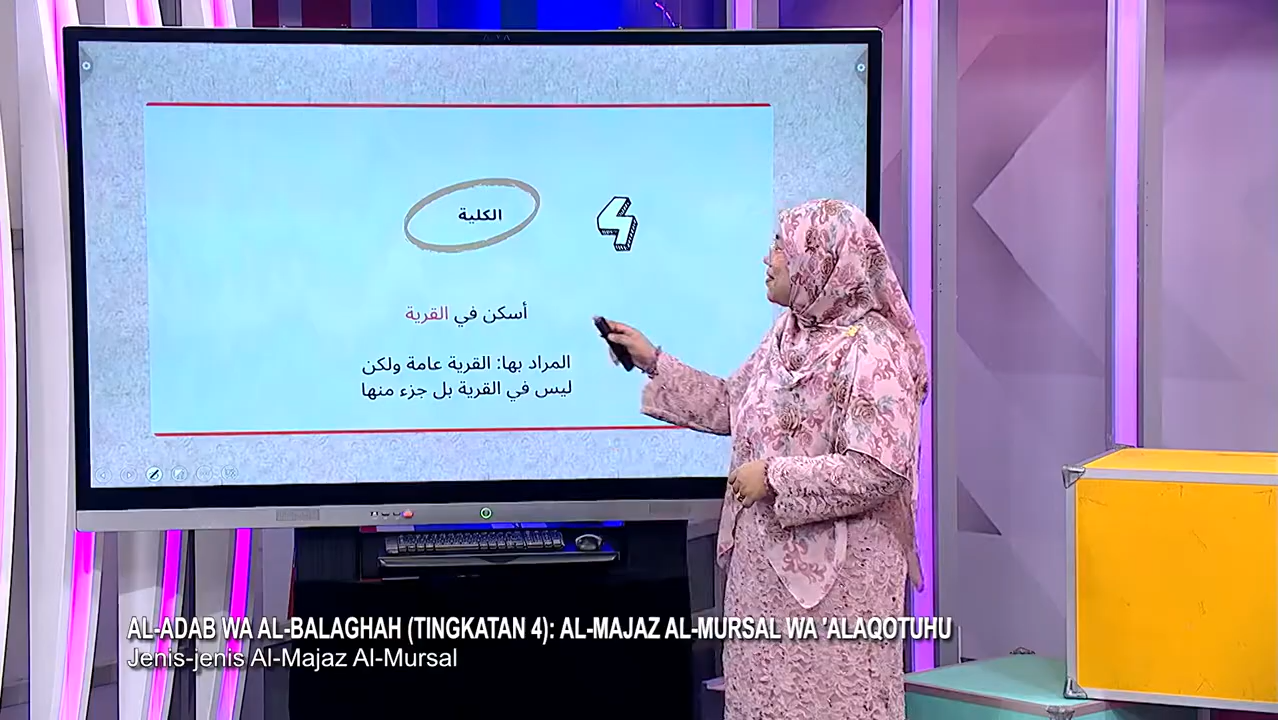 الكلية
4
أسكن في القرية
المراد بها: القرية عامة ولكن
ليس في القرية بل جزء منها
AL-ADAB WA AL-BALAGHAH (TINGKATAN 4): AL-MAJAZ AL-MURSAL WA 'ALAQOTUHU
Jenis-jenis Al-Majaz Al-Mursal